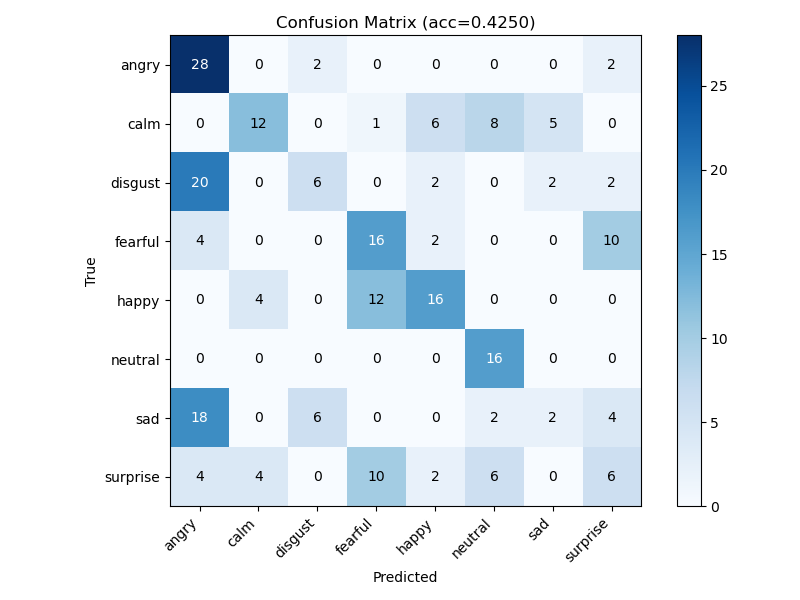 Confusion Matrix (acc=0.4250)
angry 28 0 2 0 0 0 0 2
calm 0 12 0 1 6 8 5 0
disgust 20 0 6 0 2 0 2 2
fearful 4 0 0 16 2 0 0 10
happy 0 4 0 12 16 0 0 0
neutral 0 0 0 0 0 16 0 0
sad 18 0 6 0 0 2 2 4
surprise 4 4 0 10 2 6 0 6
angry calm disgust fearful happy neutral sad surprise
Predicted
True
25
20
15
10
5
0